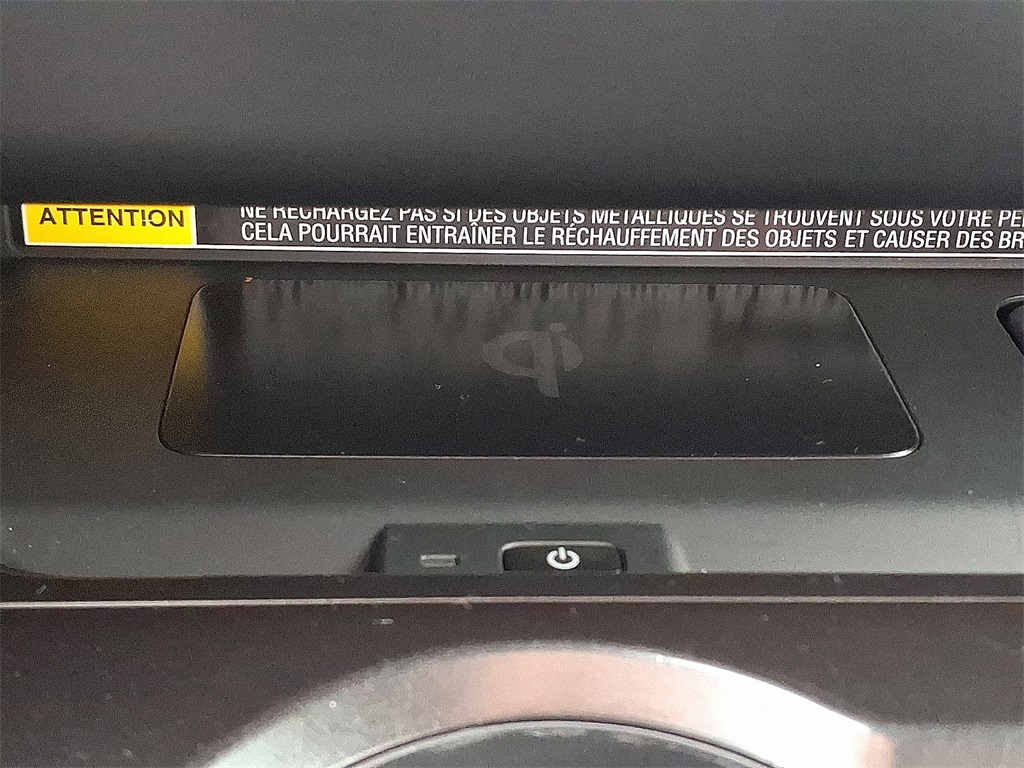 ATTENTION
NE RECHARGEZ PAS SI DES OBJETS MÉTALLIQUES SE TROUVENT SOUS VOTRE
CELA POURRAIT ENTRAÎNER LE RÉCHAUFFEMENT DES OBJETS ET CAUSER DES
qi